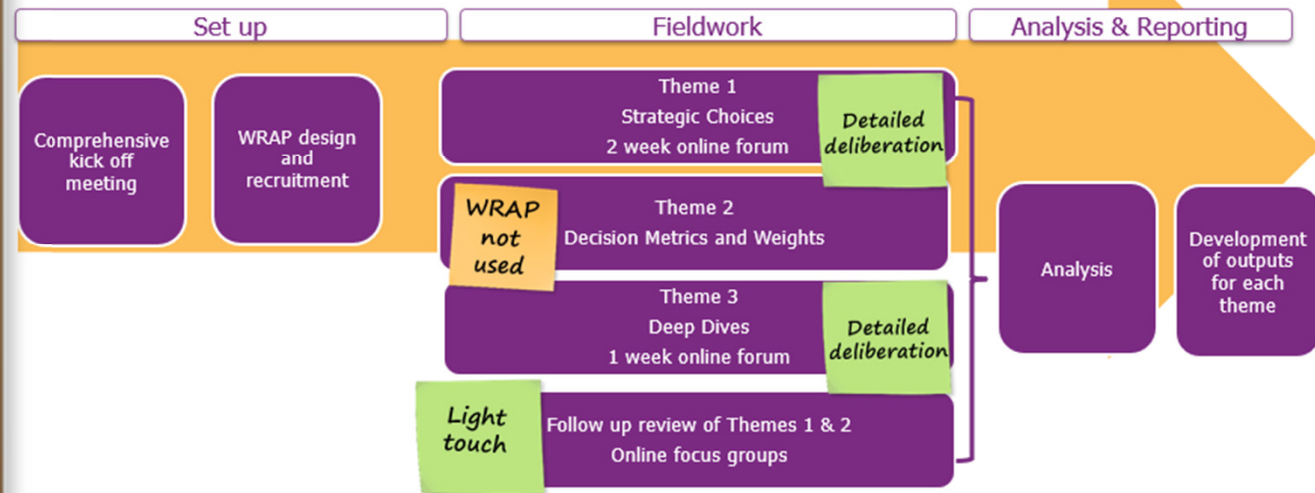 Set up
Fieldwork
Analysis & Reporting
Comprehensive
kick off
meeting
WRAP design
and
recruitment
Theme 1
Strategic Choices
2 week online forum
Detailed
deliberation
WRAP
not
used
Theme 2
Decision Metrics and Weights
Theme 3
Deep Dives
1 week online forum
Detailed
deliberation
Light
touch
Follow up review of Themes 1 & 2
Online focus groups
Analysis
Development
of outputs
for each
theme